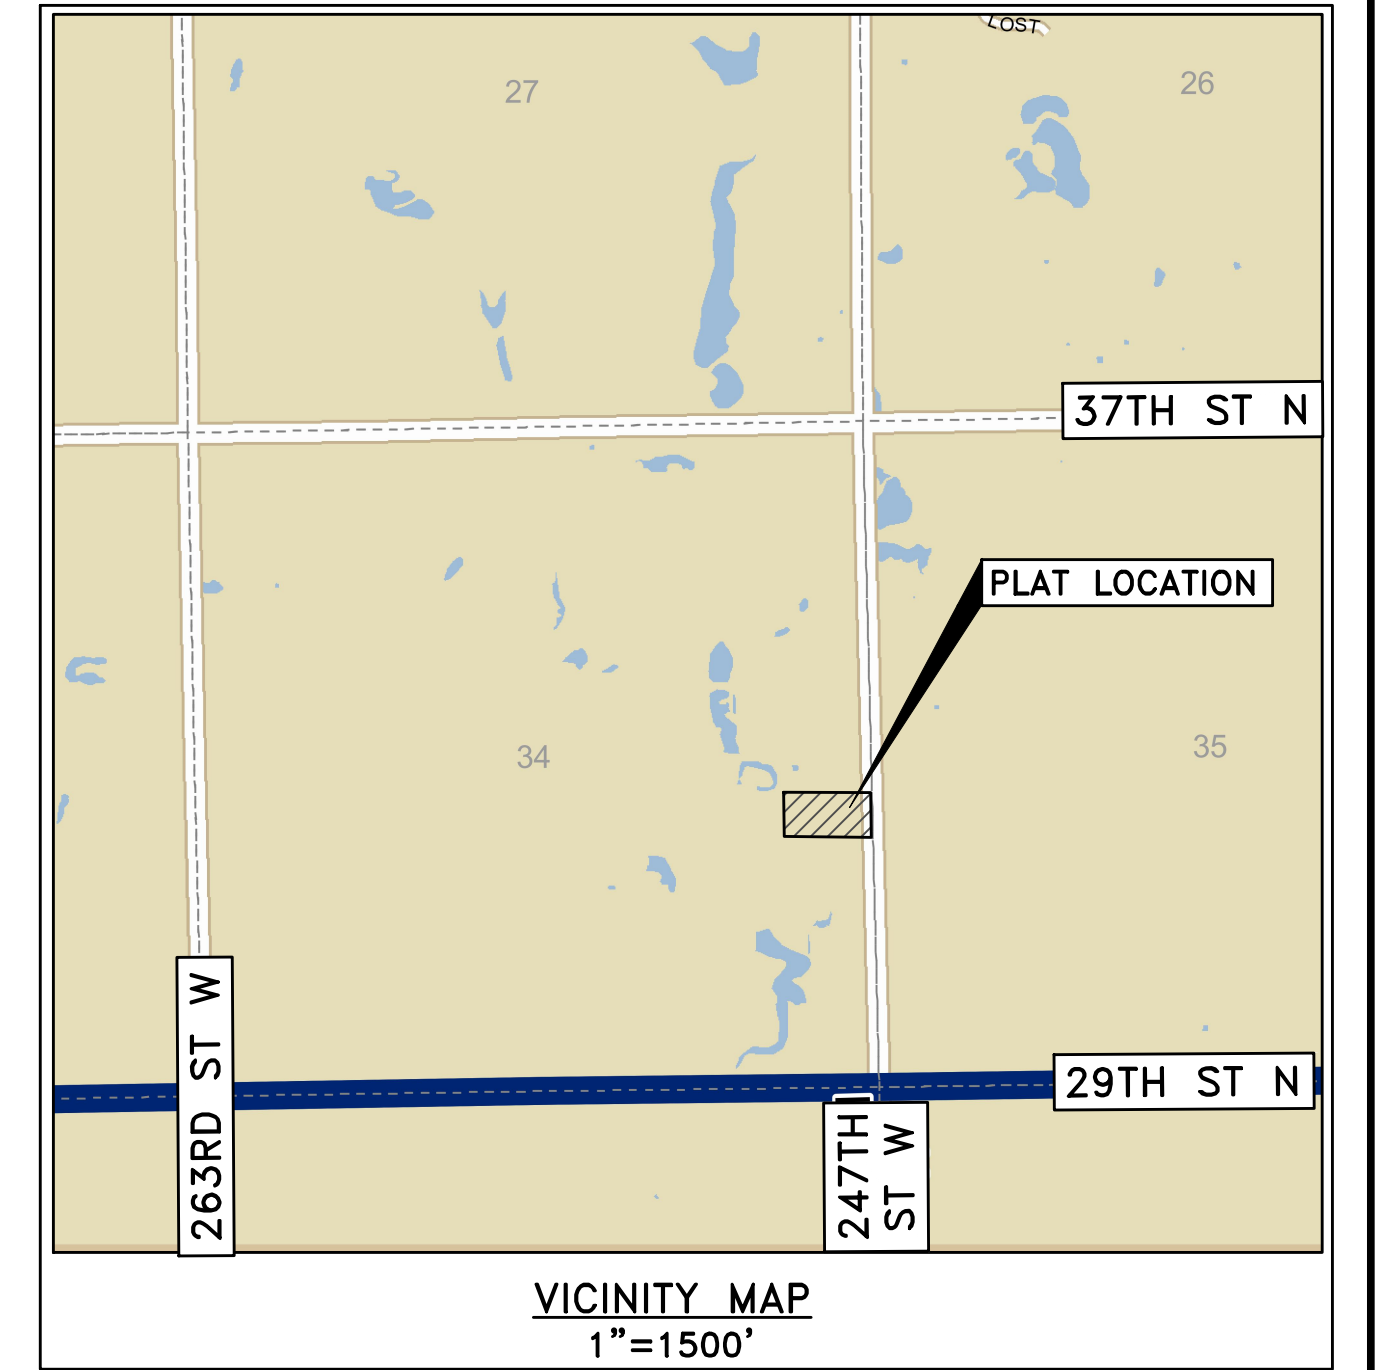 LOST
27
26
37TH ST N
PLAT LOCATION
34
35
263RD ST W
29TH ST N
247TH
ST W
VICINITY MAP
1"=1500'